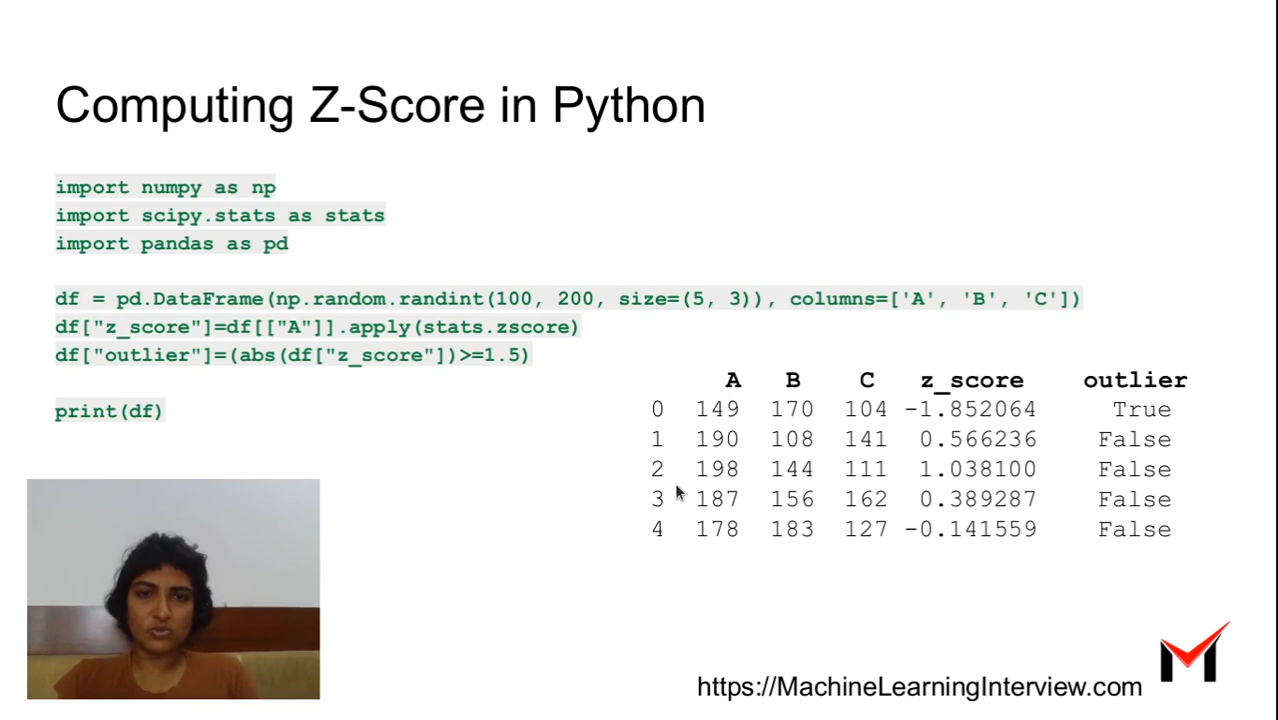 Computing Z-Score in Python
import numpy as np
import scipy.stats as stats
import pandas as pd
df = pd.DataFrame(np.random.randint(100, 200, size=(5, 3)), columns=['A', 'B', 'C'])
df["z_score"]=df[["A"]].apply(stats.zscore)
df["outlier"]=(abs(df["z_score"])>=1.5)
print(df)
A B C z_score outlier
0 149 170 104 -1.852064 True
1 190 108 141 0.566236 False
2 198 144 111 1.038100 False
3 187 156 162 0.389287 False
4 178 183 127 -0.141559 False
https://MachineLearningInterview.com